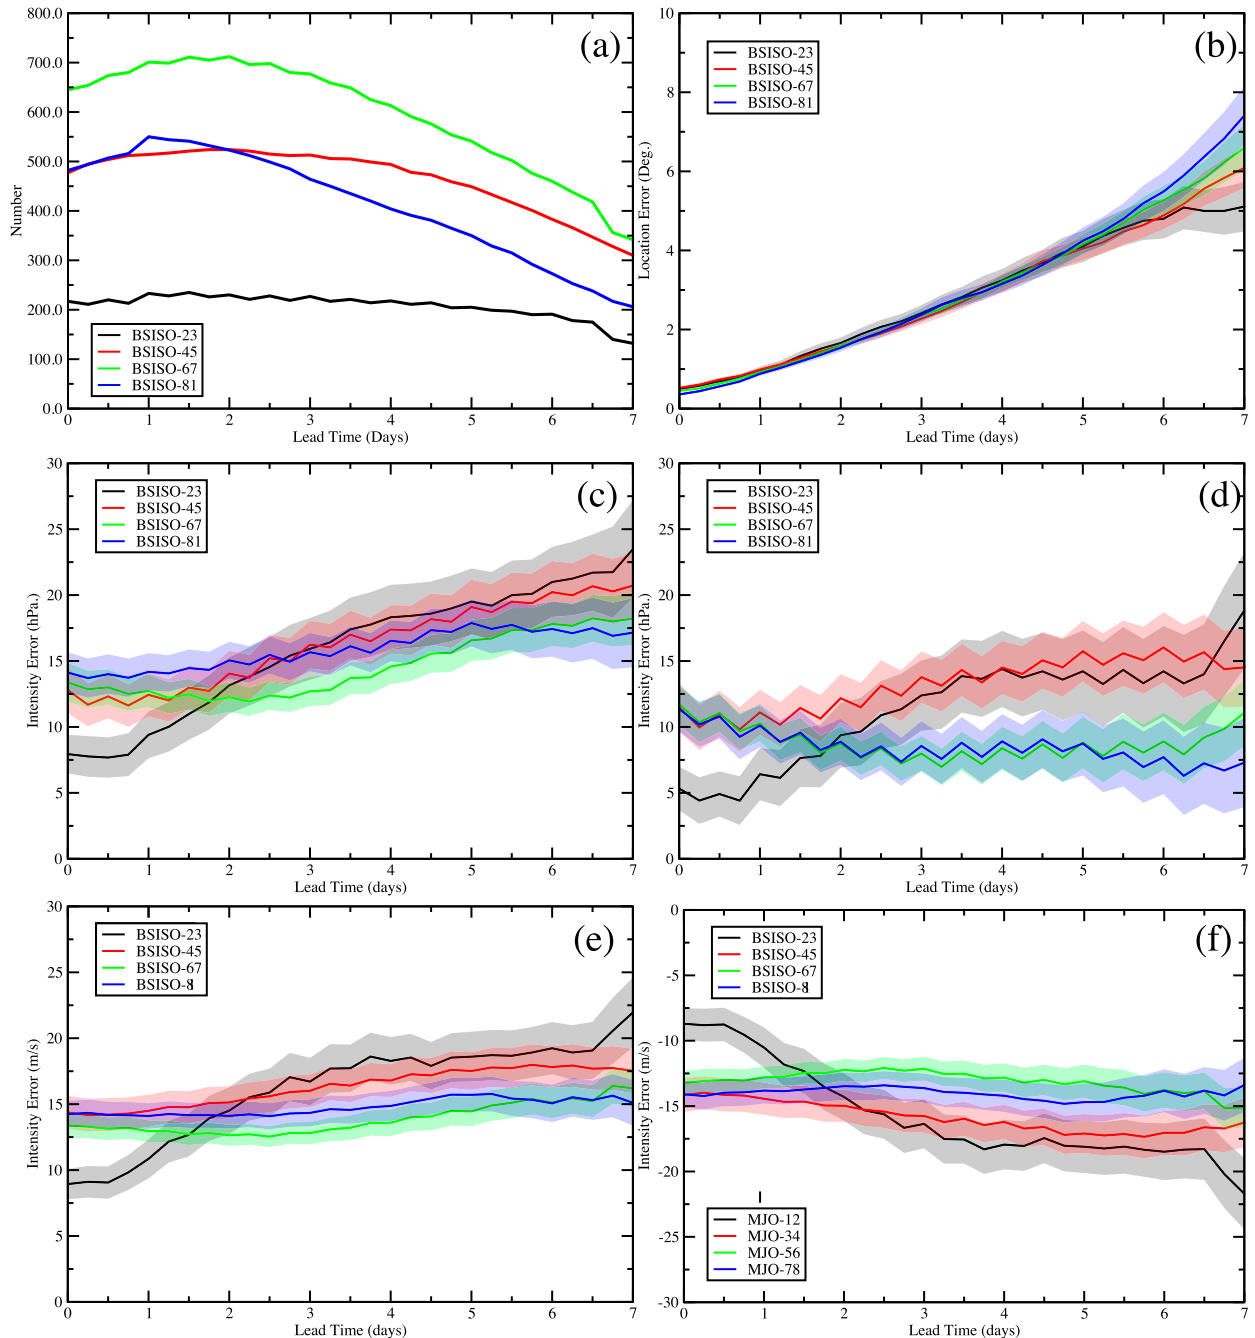 (a)
800.0
700.0
600.0
500.0
400.0
300.0
200.0
100.0
0.0
Number
BSISO-23
BSISO-45
BSISO-67
BSISO-81
0 1 2 3 4 5 6 7
Lead Time (Days)
(b)
10
8
6
4
2
0
Location Error (Deg.)
BSISO-23
BSISO-45
BSISO-67
BSISO-81
0 1 2 3 4 5 6 7
Lead Time (days)
(c)
30
25
20
15
10
5
0
Intensity Error (hPa.)
BSISO-23
BSISO-45
BSISO-67
BSISO-81
0 1 2 3 4 5 6 7
Lead Time (days)
(d)
30
25
20
15
10
5
0
Intensity Error (hPa.)
BSISO-23
BSISO-45
BSISO-67
BSISO-81
0 1 2 3 4 5 6 7
Lead Time (days)
(e)
30
25
20
15
10
5
0
Intensity Error (m/s)
BSISO-23
BSISO-45
BSISO-67
BSISO-81
0 1 2 3 4 5 6 7
Lead Time (days)
(f)
0
-5
-10
-15
-20
-25
-30
Intensity Error (m/s)
BSISO-23
BSISO-45
BSISO-67
BSISO-81
MJO-12
MJO-34
MJO-56
MJO-78
0 1 2 3 4 5 6 7
Lead Time (days)